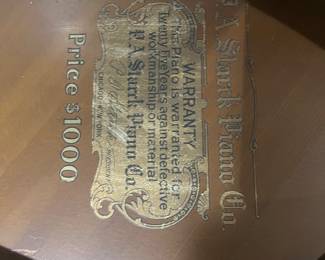 P.A. Starck Piano Co.
WARRANTY
This Piano is warranted for
twenty five Years against defective
workmanship or material
P. A. Starck Piano Co.
Price $1000